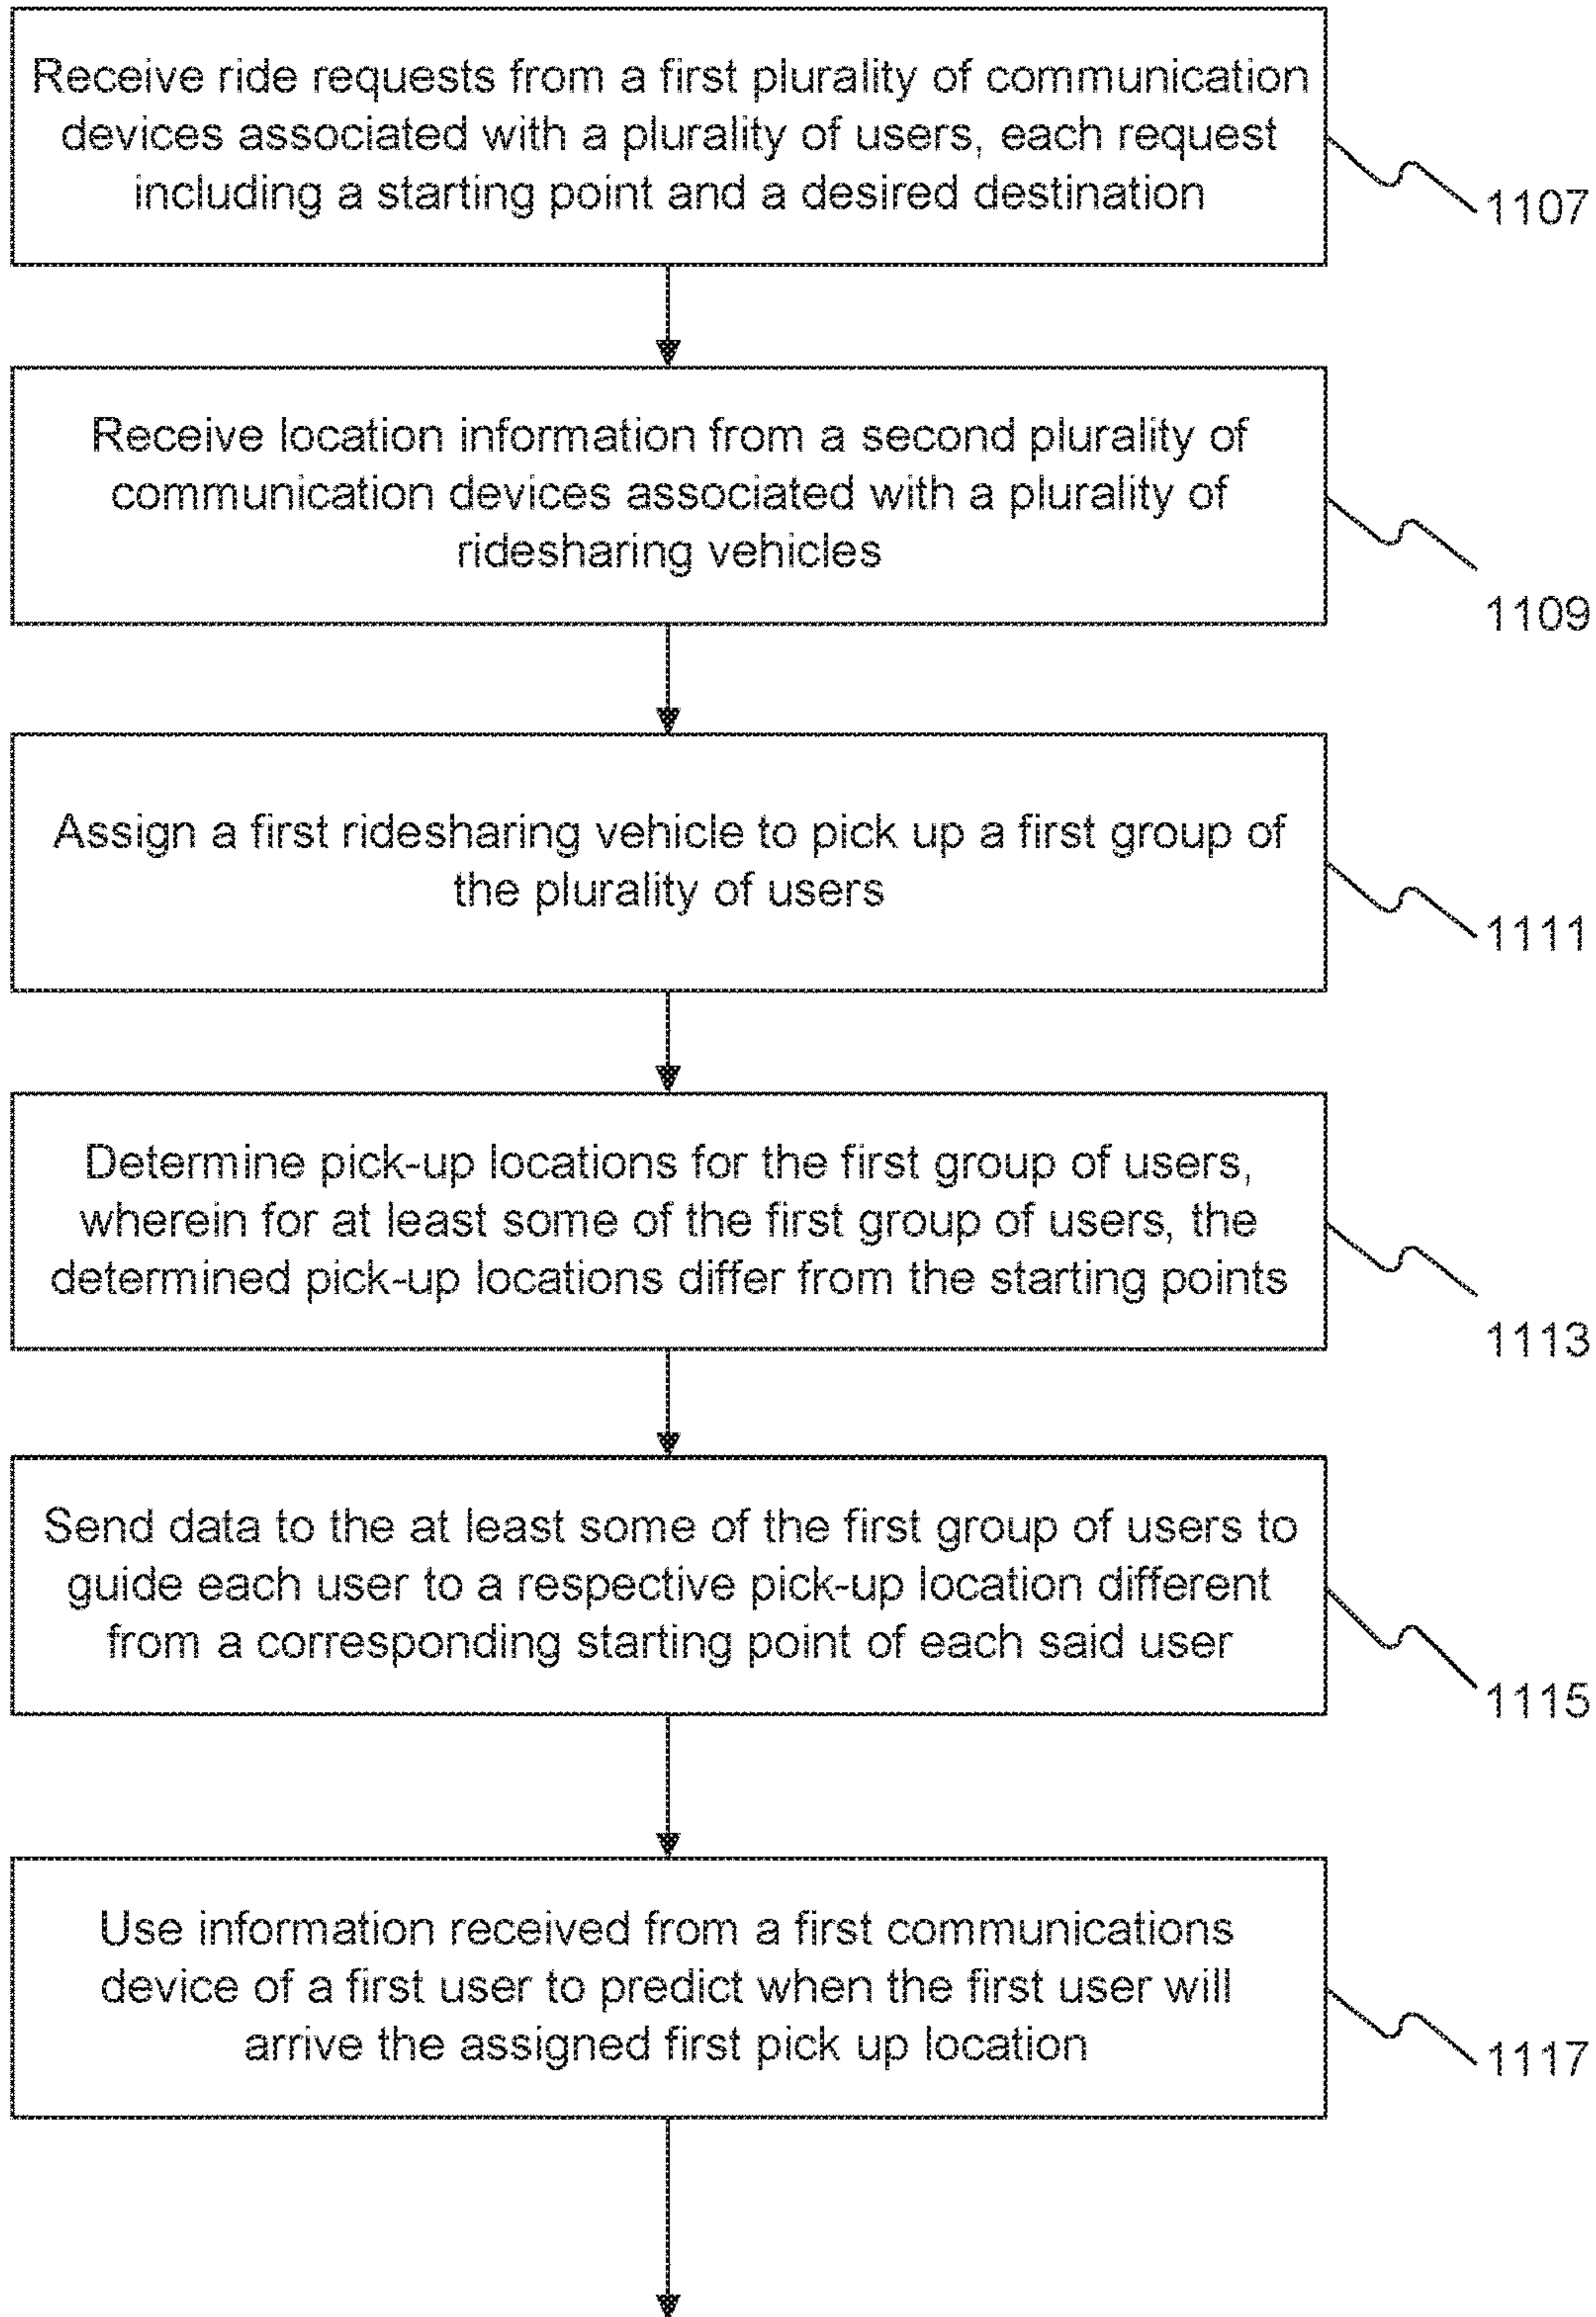 Receive ride requests from a first plurality of communication
devices associated with a plurality of users, each request
including a starting point and a desired destination
1107
Receive location information from a second plurality of
communication devices associated with a plurality of
ridesharing vehicles
1109
Assign a first ridesharing vehicle to pick up a first group of
the plurality of users
1111
Determine pick-up locations for the first group of users,
wherein for at least some of the first group of users, the
determined pick-up locations differ from the starting points
1113
Send data to the at least some of the first group of users to
guide each user to a respective pick-up location different
from a corresponding starting point of each said user
1115
Use information received from a first communications
device of a first user to predict when the first user will
arrive the assigned first pick up location
1117